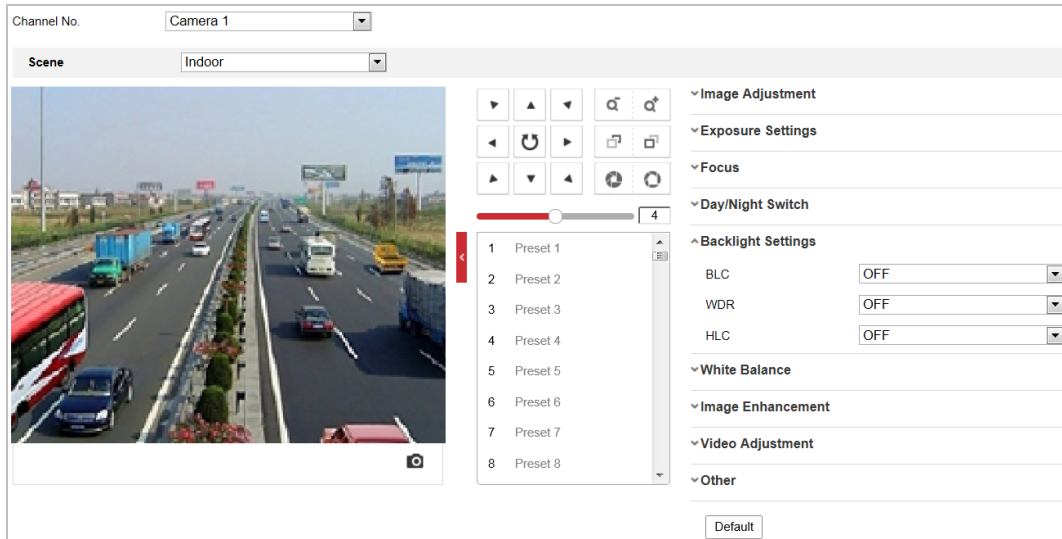 Channel No. Camera 1
Scene Indoor
4
1 Preset 1
2 Preset 2
3 Preset 3
4 Preset 4
5 Preset 5
6 Preset 6
7 Preset 7
8 Preset 8
Image Adjustment
Exposure Settings
Focus
Day/Night Switch
Backlight Settings
BLC OFF
WDR OFF
HLC OFF
White Balance
Image Enhancement
Video Adjustment
Other
Default